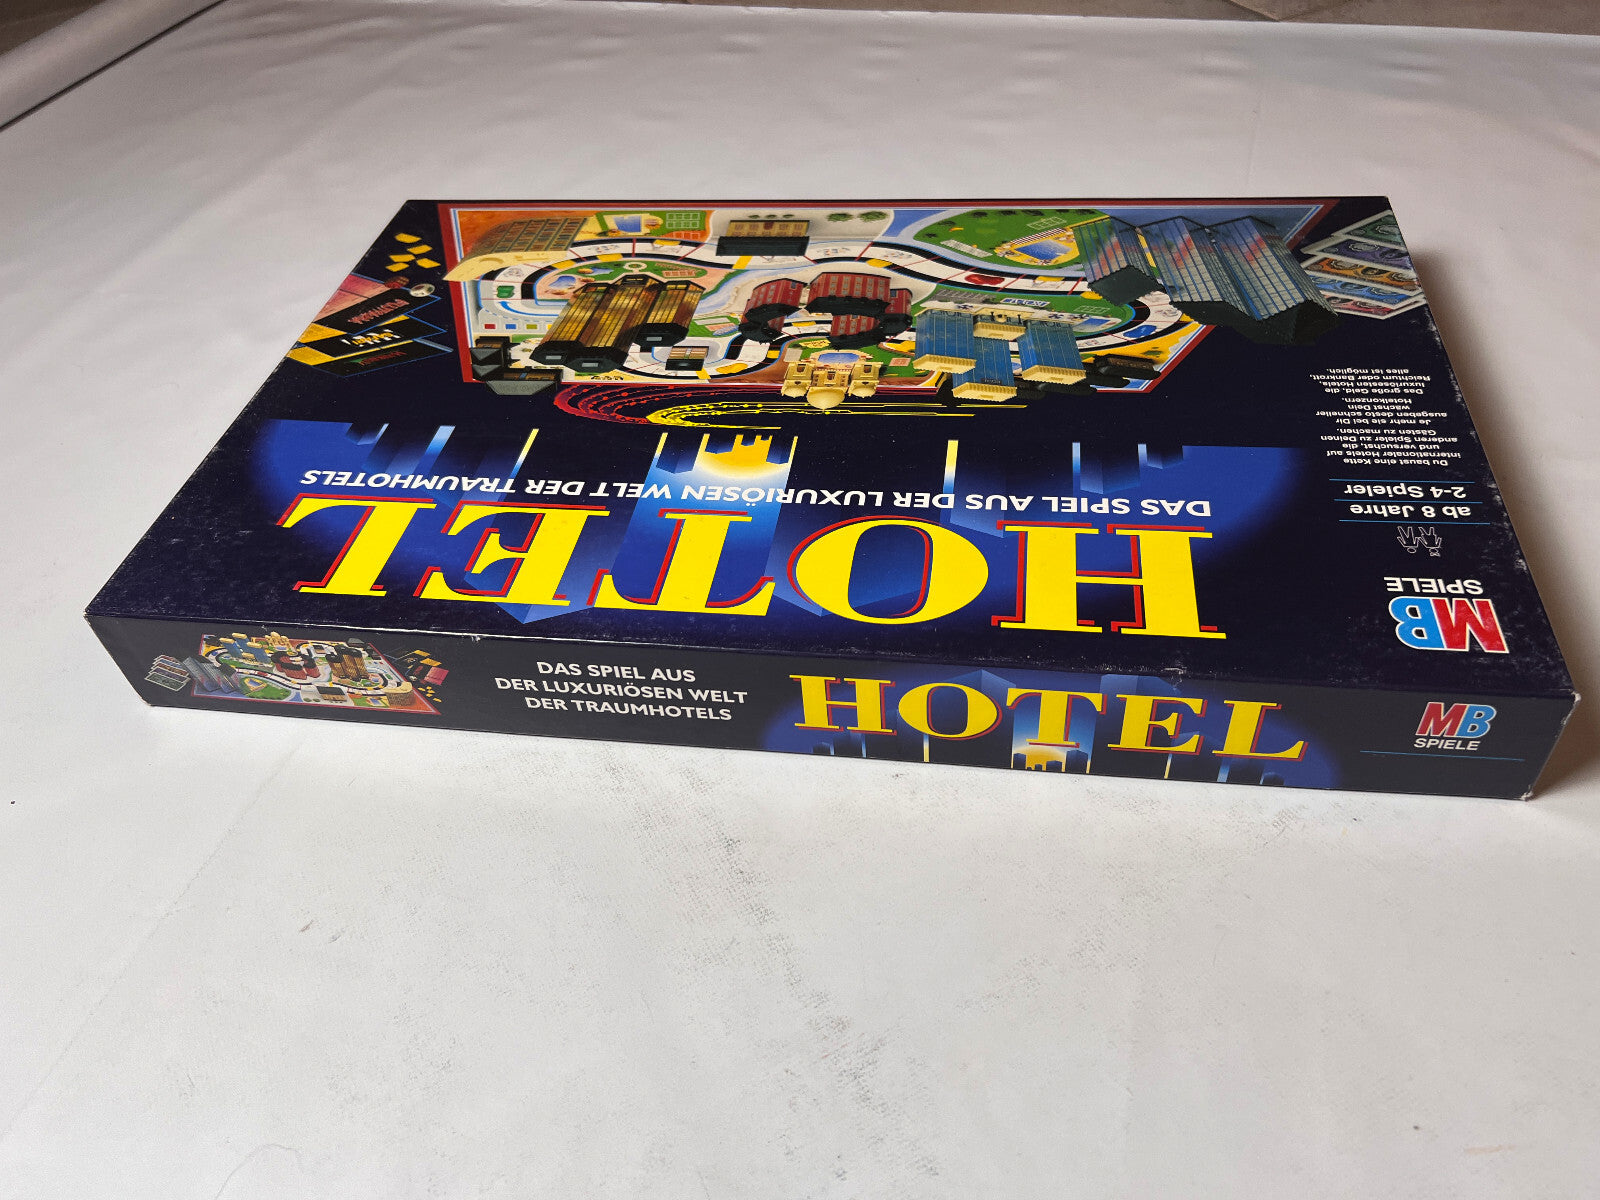 HOTEL
DAS SPIEL AUS DER LUXURIÖSEN WELT DER TRAUMHOTELS
MB
SPIELE
ab 8 Jahre
2-4 Spieler
Du baust eine Kette
internationaler Hotels auf
und versuchst, die
anderen Spieler zu Deinen
Gästen zu machen.
Je mehr sie bei Dir
ausgeben desto schneller
wächst Dein
Hotelkonzern.
Das große Geld, die
luxuriösesten Hotels,
Reichtum oder Bankrott,
alles ist möglich.
DAS SPIEL AUS
DER LUXURIÖSEN WELT
DER TRAUMHOTELS
HOTEL
MB
SPIELE